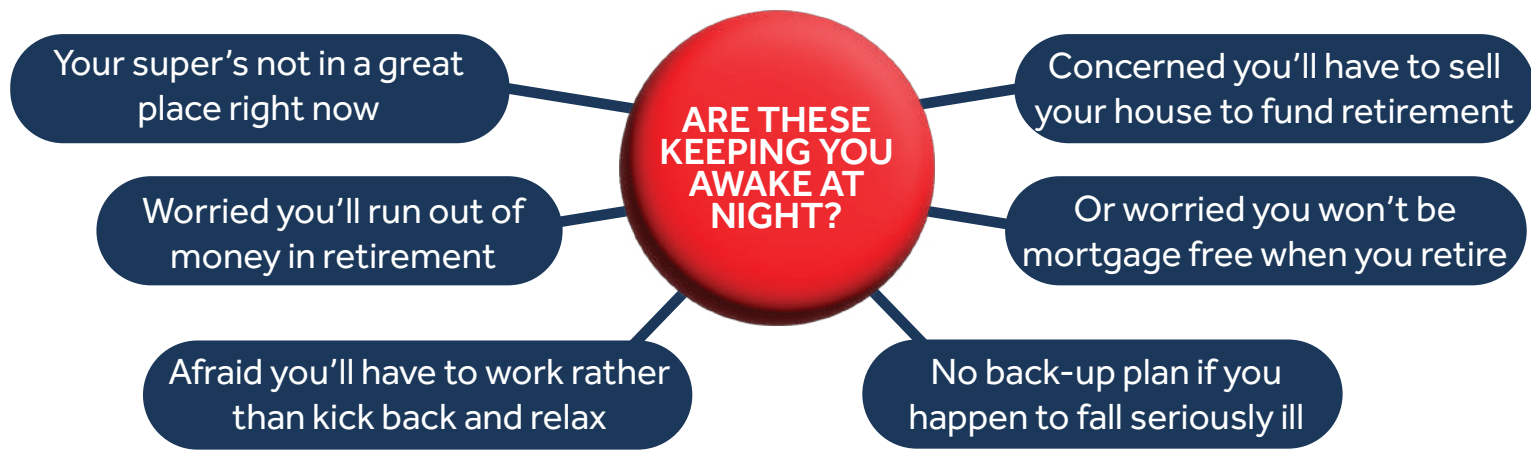 ARE THESE
KEEPING YOU
AWAKE AT
NIGHT?
Your super’s not in a great
place right now
Worried you’ll run out of
money in retirement
Afraid you’ll have to work rather
than kick back and relax
Concerned you’ll have to sell
your house to fund retirement
Or worried you won’t be
mortgage free when you retire
No back-up plan if you
happen to fall seriously ill